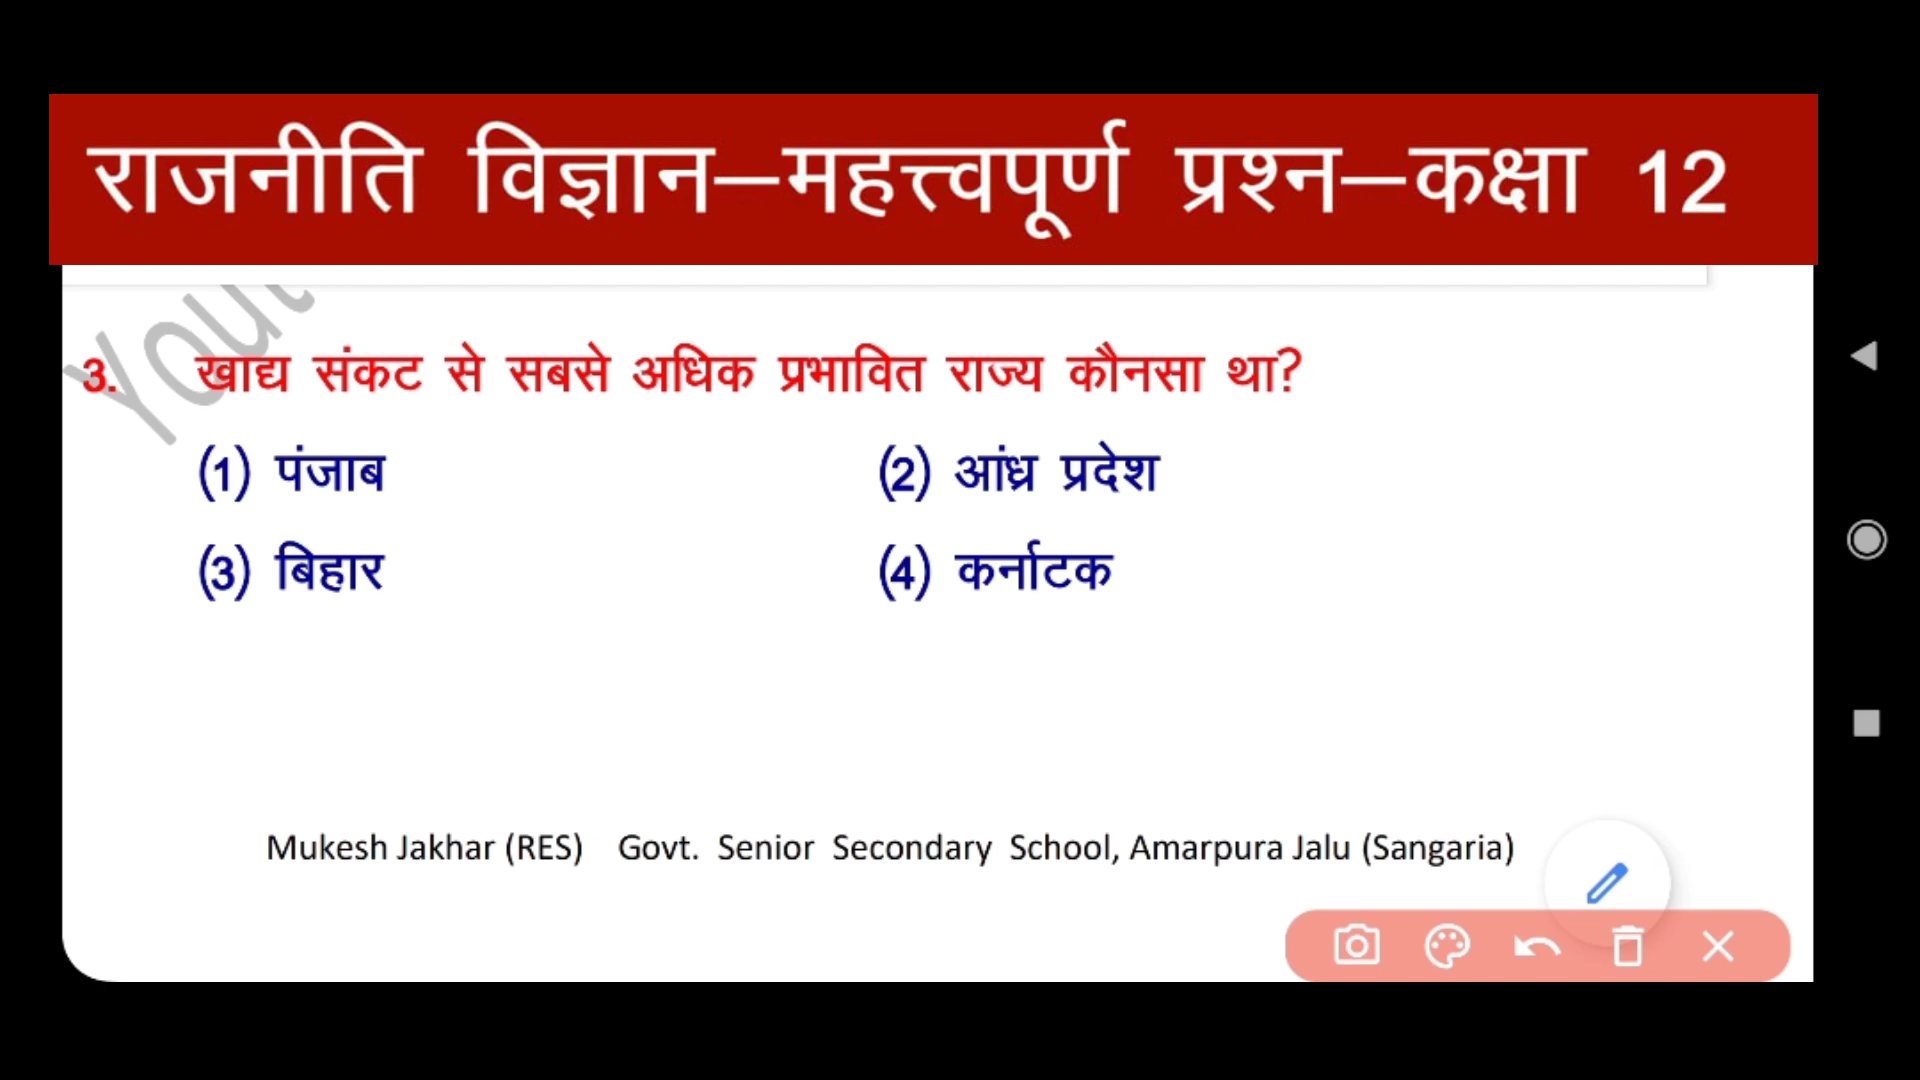 राजनीति विज्ञान–महत्त्वपूर्ण प्रश्न–कक्षा 12
3. खाद्य संकट से सबसे अधिक प्रभावित राज्य कौनसा था?
(1) पंजाब (2) आंध्र प्रदेश
(3) बिहार (4) कर्नाटक
Mukesh Jakhar (RES) Govt. Senior Secondary School, Amarpura Jalu (Sangaria)